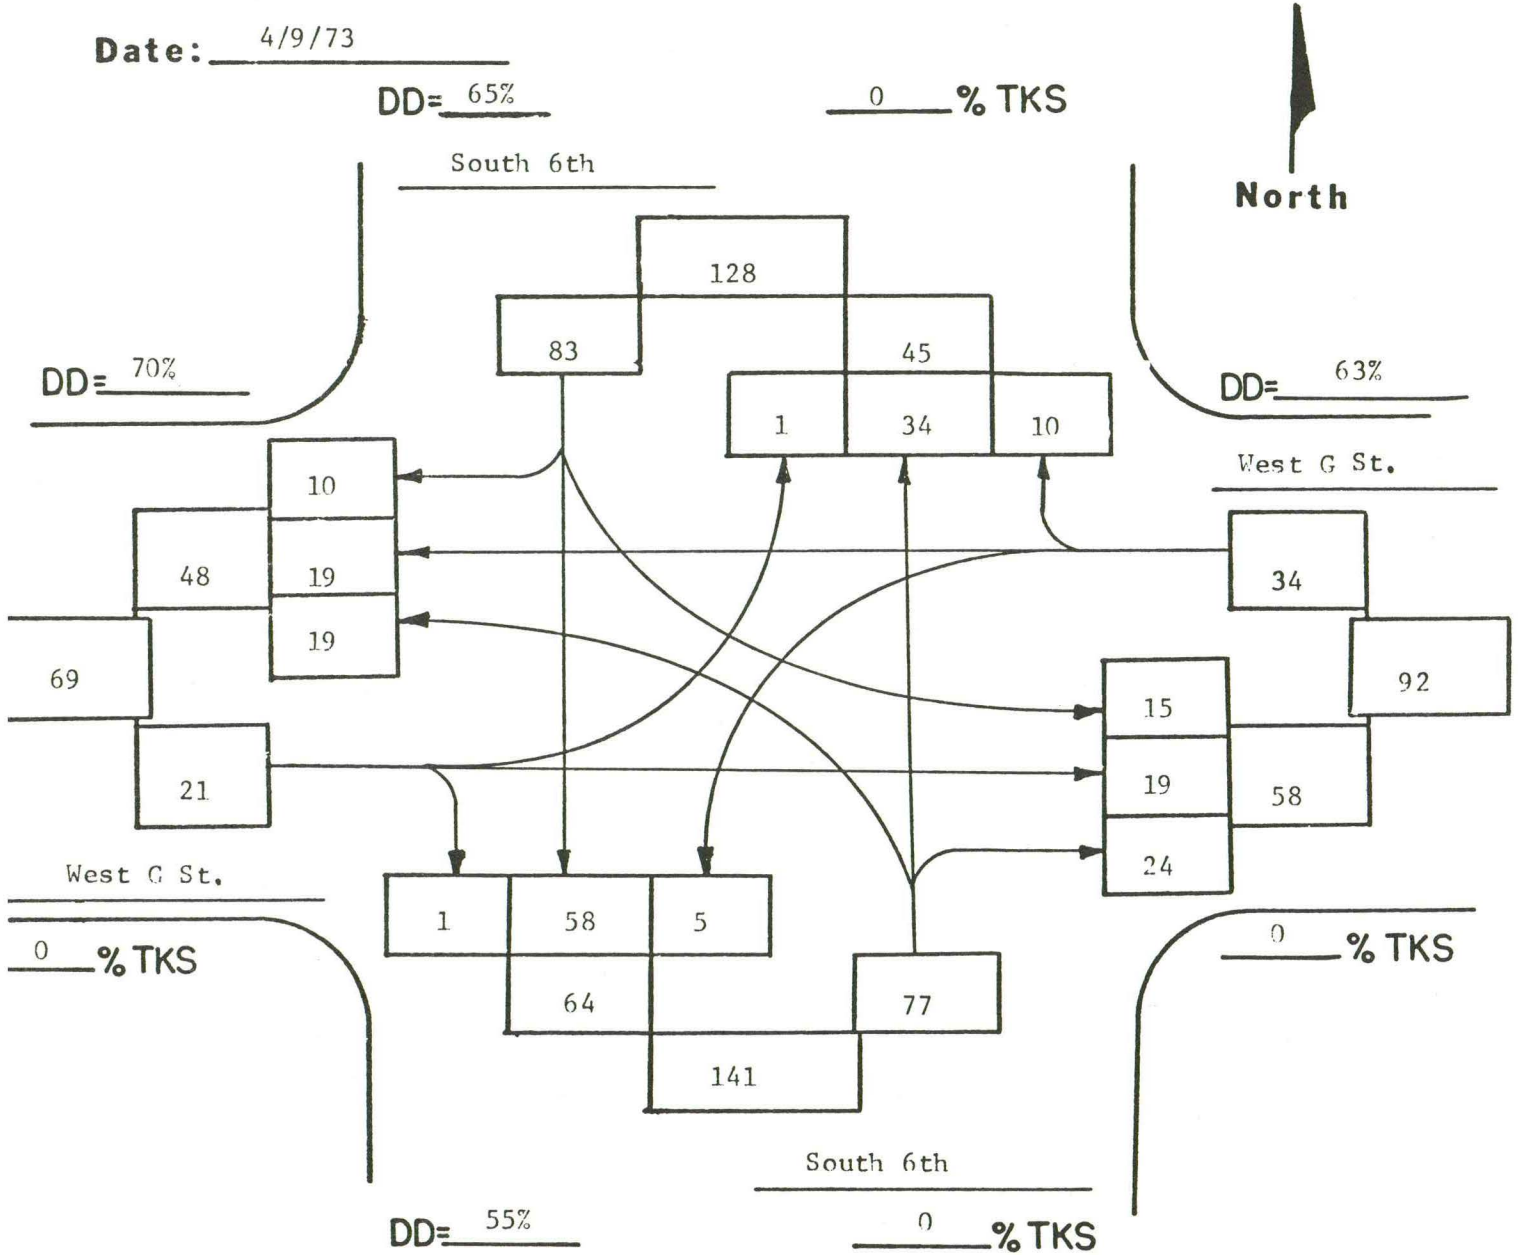 Date: 4/9/73
DD= 65%
0 % TKS
South 6th
North
128
83
45
DD= 70%
DD= 63%
1 34 10
West G St.
10
48 19
34
19
69
92
15
21
19 58
24
West G St.
1 58 5
0 % TKS
0 % TKS
64
77
141
South 6th
DD= 55%
0 % TKS